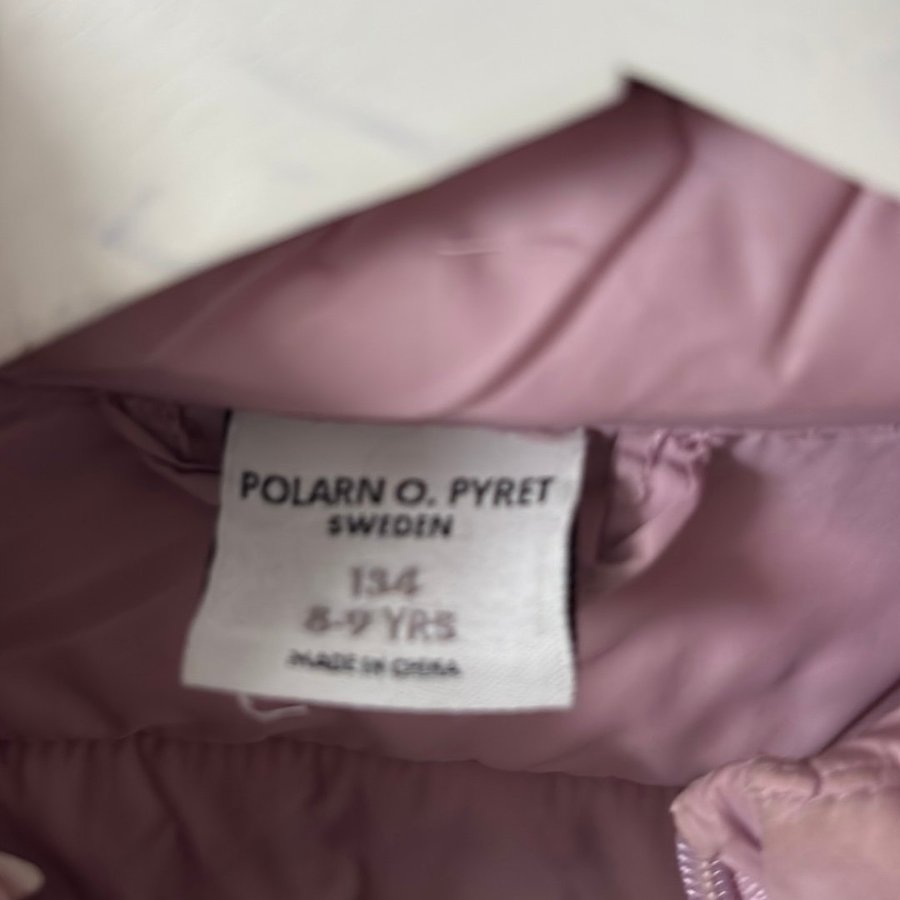 POLARN O. PYRET
SWEDEN
134
8-9 YRS
MADE IN CHINA